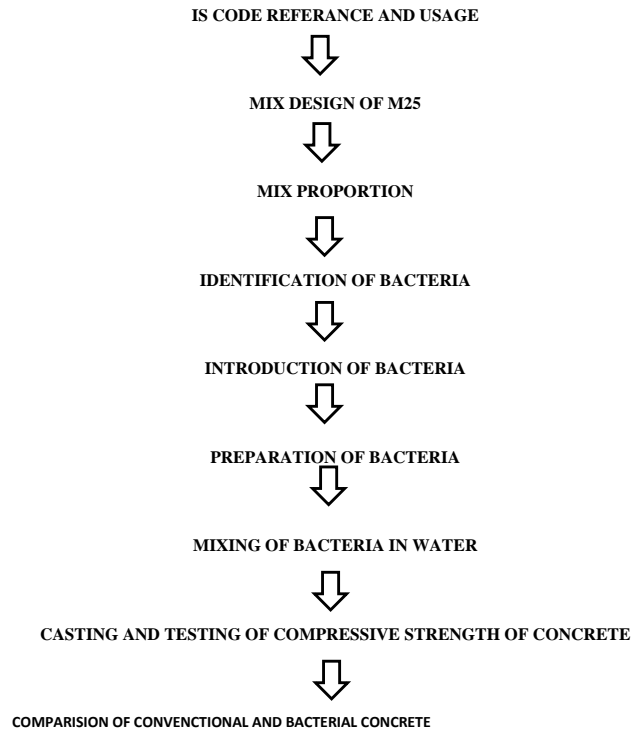 IS CODE REFERANCE AND USAGE
MIX DESIGN OF M25
MIX PROPORTION
IDENTIFICATION OF BACTERIA
INTRODUCTION OF BACTERIA
PREPARATION OF BACTERIA
MIXING OF BACTERIA IN WATER
CASTING AND TESTING OF COMPRESSIVE STRENGTH OF CONCRETE
COMPARISION OF CONVENCTIONAL AND BACTERIAL CONCRETE